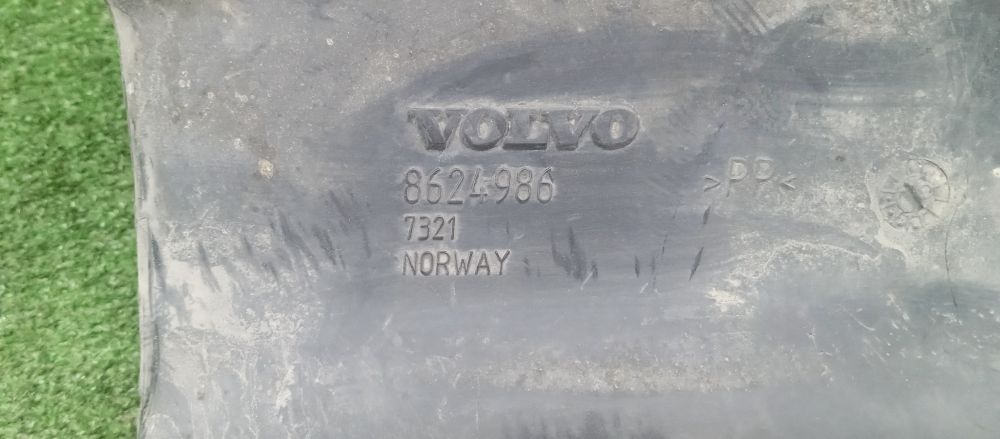 VOLVO
8624986
>PP<
7321
NORWAY